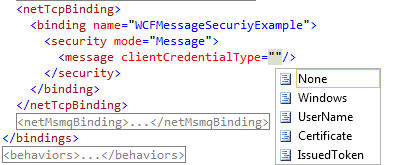 <netTcpBinding>
<binding name="WCFMessageSecuriyExample">
<security mode="Message">
<message clientCredentialType=""/>
</security>
</binding>
</netTcpBinding>
<netMsmqBinding>...</netMsmqBinding>
</bindings>
<behaviors>...</behaviors>
None
Windows
UserName
Certificate
IssuedToken